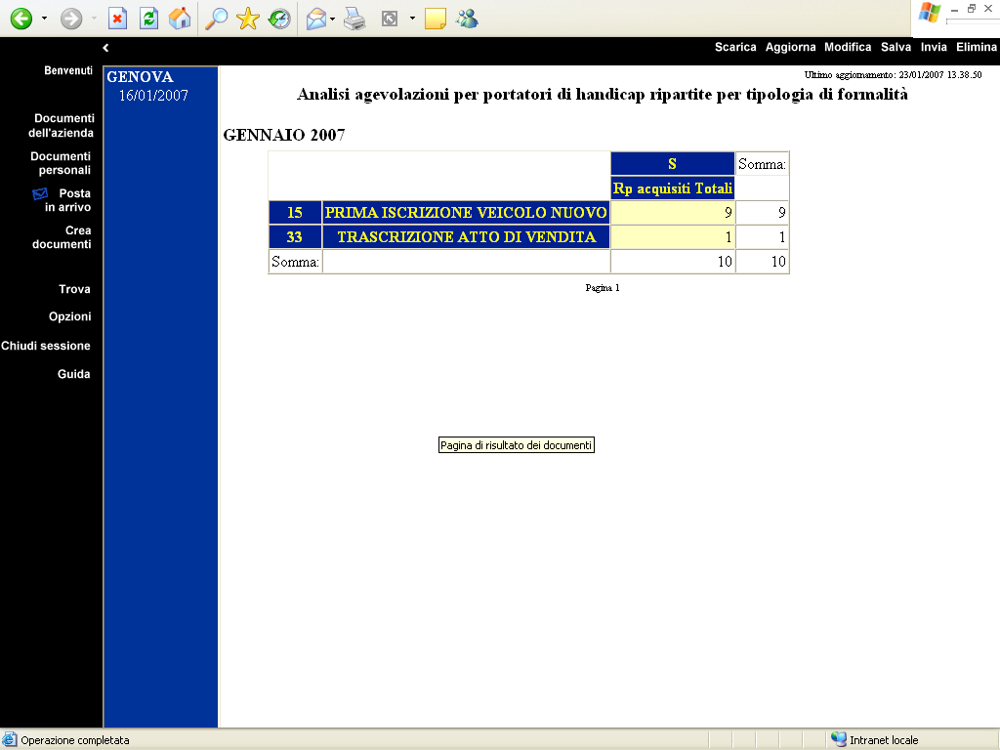 Scarica Aggiorna Modifica Salva Invia Elimina
Benvenuti
Documenti
dell'azienda
Documenti
personali
Posta
in arrivo
Crea
documenti
Trova
Opzioni
Chiudi sessione
Guida
GENOVA
16/01/2007
Ultimo aggiornamento: 23/01/2007 13.38.50
Analisi agevolazioni per portatori di handicap ripartite per tipologia di formalità
GENNAIO 2007
S Somma:
Rp acquisiti Totali
15 PRIMA ISCRIZIONE VEICOLO NUOVO 9 9
33 TRASCRIZIONE ATTO DI VENDITA 1 1
Somma: 10 10
Pagina 1
Pagina di risultato dei documenti
Operazione completata
Intranet locale